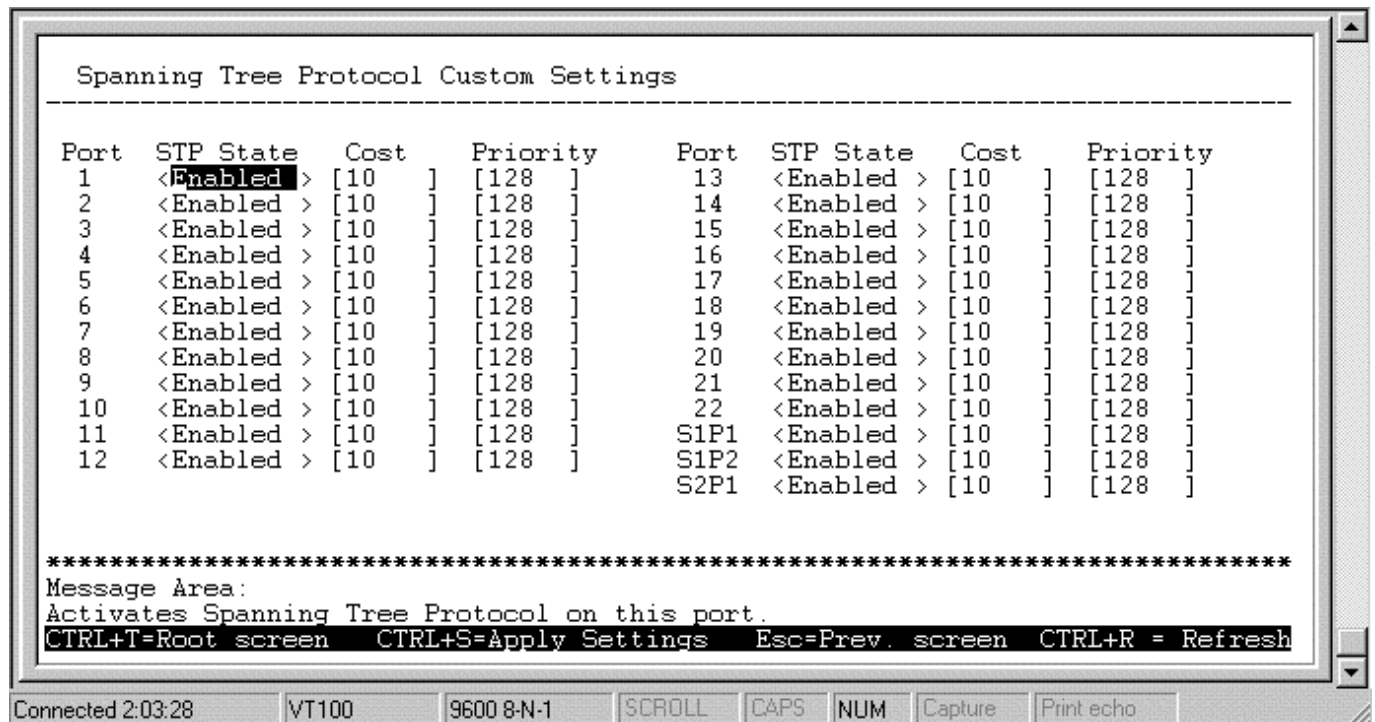 Spanning Tree Protocol Custom Settings
--------------------------------------------------------------------------------
Port STP State Cost Priority Port STP State Cost Priority
1 <Enabled > [10 ] [128 ] 13 <Enabled > [10 ] [128 ]
2 <Enabled > [10 ] [128 ] 14 <Enabled > [10 ] [128 ]
3 <Enabled > [10 ] [128 ] 15 <Enabled > [10 ] [128 ]
4 <Enabled > [10 ] [128 ] 16 <Enabled > [10 ] [128 ]
5 <Enabled > [10 ] [128 ] 17 <Enabled > [10 ] [128 ]
6 <Enabled > [10 ] [128 ] 18 <Enabled > [10 ] [128 ]
7 <Enabled > [10 ] [128 ] 19 <Enabled > [10 ] [128 ]
8 <Enabled > [10 ] [128 ] 20 <Enabled > [10 ] [128 ]
9 <Enabled > [10 ] [128 ] 21 <Enabled > [10 ] [128 ]
10 <Enabled > [10 ] [128 ] 22 <Enabled > [10 ] [128 ]
11 <Enabled > [10 ] [128 ] S1P1 <Enabled > [10 ] [128 ]
12 <Enabled > [10 ] [128 ] S1P2 <Enabled > [10 ] [128 ]
S2P1 <Enabled > [10 ] [128 ]
********************************************************************************
Message Area:
Activates Spanning Tree Protocol on this port.
CTRL+T=Root screen CTRL+S=Apply Settings Esc=Prev. screen CTRL+R = Refresh
Connected 2:03:28 VT100 9600 8-N-1 SCROLL CAPS NUM Capture Print echo